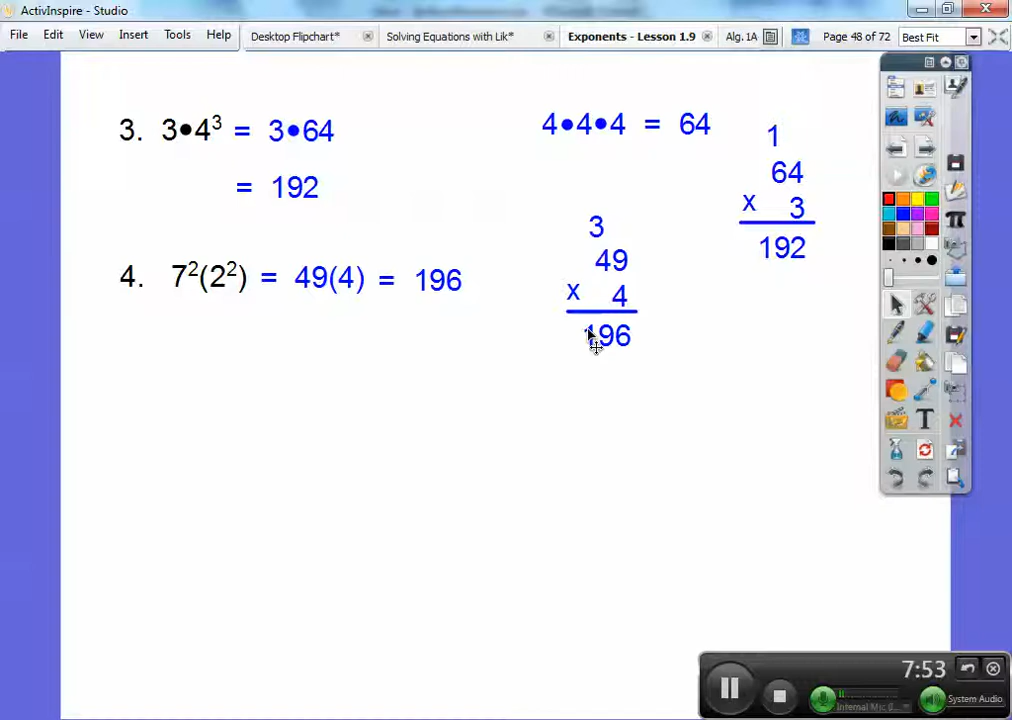 ActivInspire - Studio
File Edit View Insert Tools Help Desktop Flipchart* Solving Equations with Lik* Exponents - Lesson 1.9 Alg. 1A Page 48 of 72 Best Fit
3. 3•4³ = 3•64
= 192
4•4•4 = 64
1
64
x 3
192
4. 7²(2²) = 49(4) = 196
3
49
x 4
196
7:53
Internal Mic
System Audio